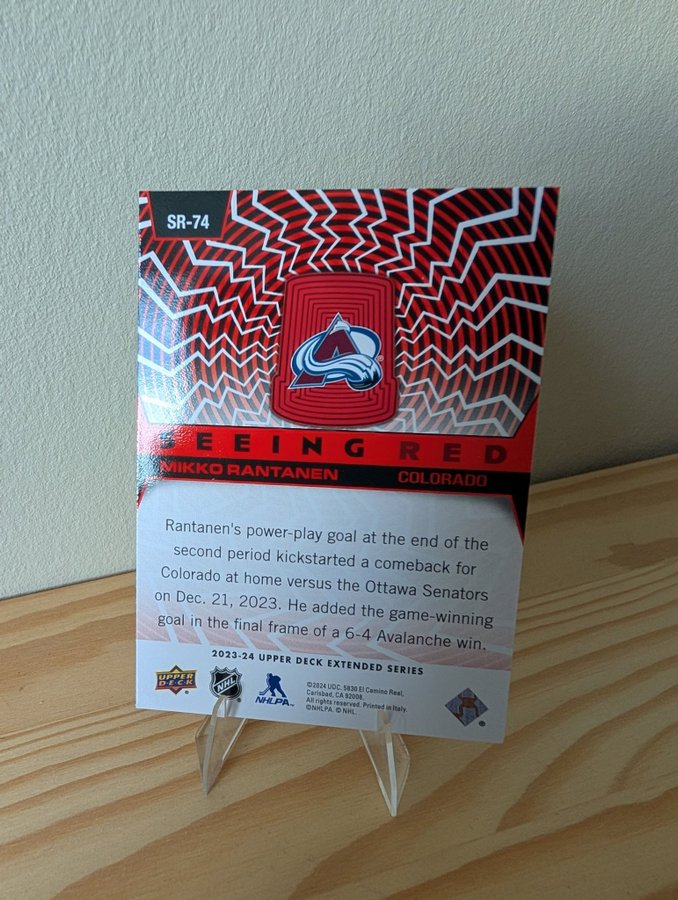 SR-74
SEEING RED
MIKKO RANTANEN COLORADO
Rantanen's power-play goal at the end of the
second period kickstarted a comeback for
Colorado at home versus the Ottawa Senators
on Dec. 21, 2023. He added the game-winning
goal in the final frame of a 6-4 Avalanche win.
2023-24 UPPER DECK EXTENDED SERIES
UPPER
DECK
NHL
NHLPA™
©2024 UDC. 5830 El Camino Real,
Carlsbad, CA 92008.
All rights reserved. Printed in Italy.
©NHLPA. © NHL.